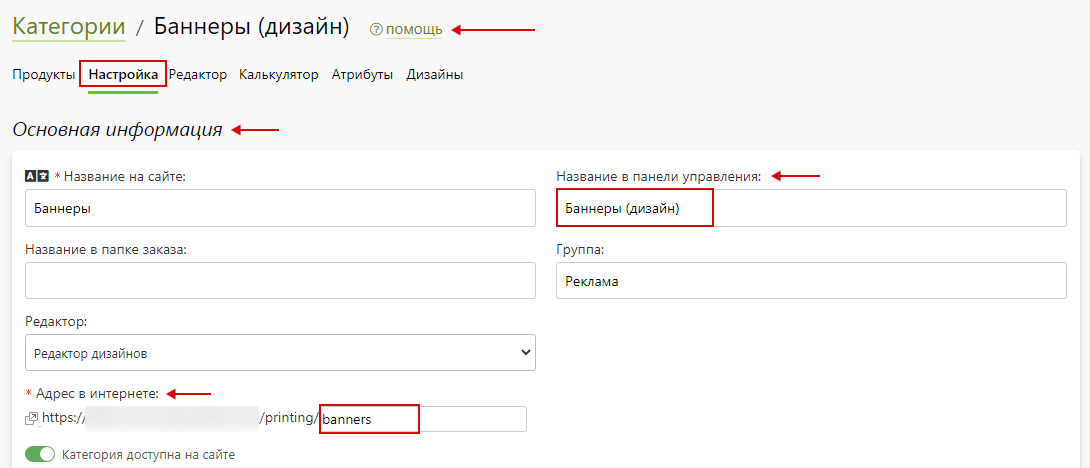 Категории / Баннеры (дизайн) ? помощь
Продукты Настройка Редактор Калькулятор Атрибуты Дизайны
Основная информация
* Название на сайте: Название в панели управления:
Баннеры Баннеры (дизайн)
Название в папке заказа: Группа:
Реклама
Редактор:
Редактор дизайнов
* Адрес в интернете:
https:// /printing/ banners
Категория доступна на сайте